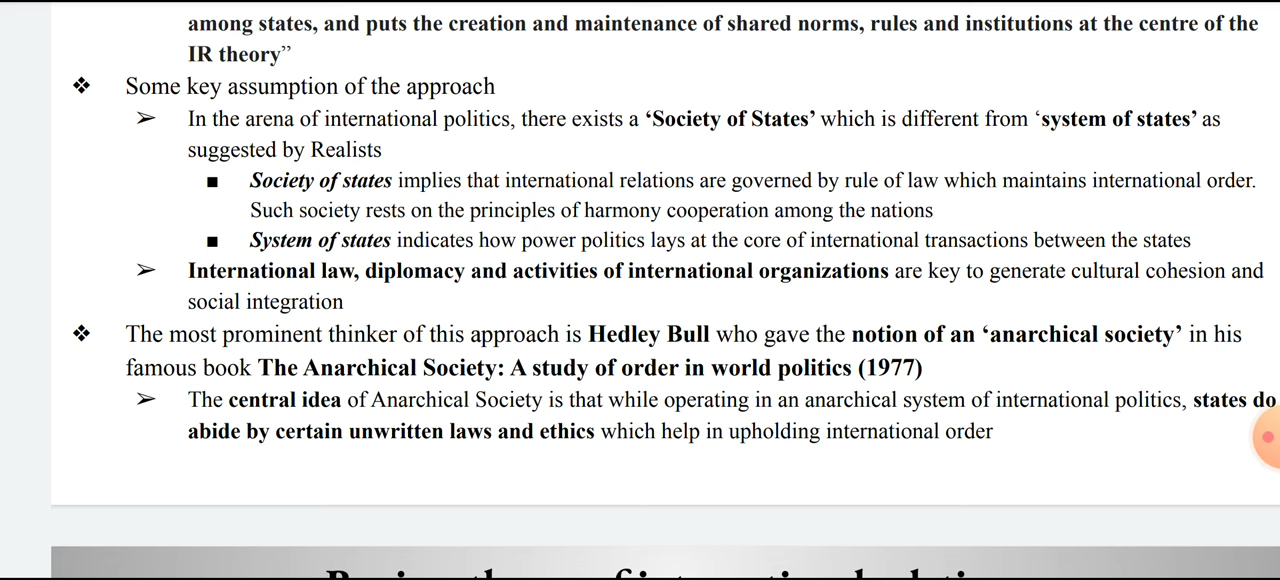 among states, and puts the creation and maintenance of shared norms, rules and institutions at the centre of the
IR theory”
❖ Some key assumption of the approach
➢ In the arena of international politics, there exists a ‘Society of States’ which is different from ‘system of states’ as
suggested by Realists
■ Society of states implies that international relations are governed by rule of law which maintains international order.
Such society rests on the principles of harmony cooperation among the nations
■ System of states indicates how power politics lays at the core of international transactions between the states
➢ International law, diplomacy and activities of international organizations are key to generate cultural cohesion and
social integration
❖ The most prominent thinker of this approach is Hedley Bull who gave the notion of an ‘anarchical society’ in his
famous book The Anarchical Society: A study of order in world politics (1977)
➢ The central idea of Anarchical Society is that while operating in an anarchical system of international politics, states do
abide by certain unwritten laws and ethics which help in upholding international order